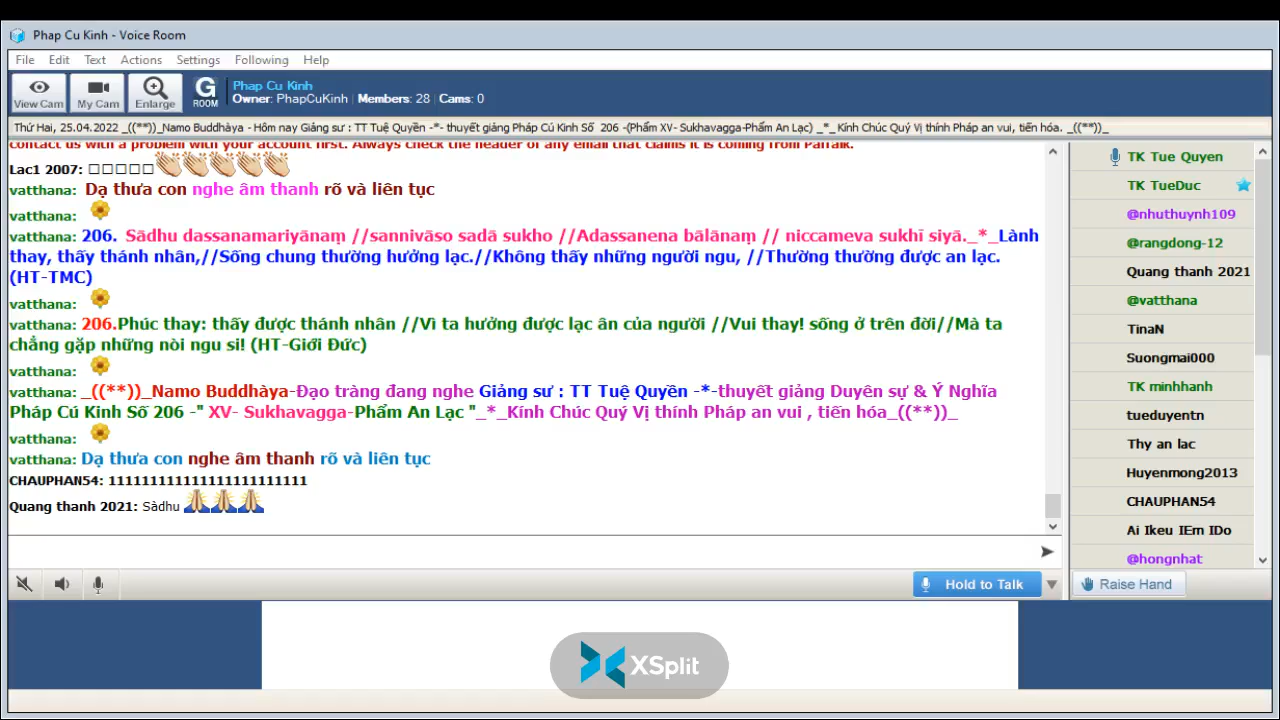 Phap Cu Kinh - Voice Room
File Edit Text Actions Settings Following Help
View Cam My Cam Enlarge G ROOM
Phap Cu Kinh
Owner: PhapCuKinh | Members: 28 | Cams: 0
Thứ Hai, 25.04.2022 _((**))_Namo Buddhàya - Hôm nay Giảng sư : TT Tuệ Quyền -*- thuyết giảng Pháp Cú Kinh Số 206 -(Phẩm XV- Sukhavagga-Phẩm An Lạc) _*_ Kính Chúc Quý Vị thính Pháp an vui, tiến hóa. _((**))_
contact us with a problem with your account first. Always check the header of any email that claims it is coming from Paltalk.
Lac1 2007: □□□□□
vatthana: Dạ thưa con nghe âm thanh rõ và liên tục
vatthana:
vatthana: 206. Sādhu dassanamariyānaṃ //sannivāso sadā sukho //Adassanena bālānaṃ // niccameva sukhī siyā._*_Lành
thay, thấy thánh nhân,//Sống chung thường hưởng lạc.//Không thấy những người ngu, //Thường thường được an lạc.
(HT-TMC)
vatthana:
vatthana: 206.Phúc thay: thấy được thánh nhân //Vì ta hưởng được lạc ân của người //Vui thay! sống ở trên đời//Mà ta
chẳng gặp những nòi ngu si! (HT-Giới Đức)
vatthana:
vatthana: _((**))_Namo Buddhàya-Đạo tràng đang nghe Giảng sư : TT Tuệ Quyền -*-thuyết giảng Duyên sự & Ý Nghĩa
Pháp Cú Kinh Số 206 -" XV- Sukhavagga-Phẩm An Lạc "_*_Kính Chúc Quý Vị thính Pháp an vui , tiến hóa_((**))_
vatthana:
vatthana: Dạ thưa con nghe âm thanh rõ và liên tục
CHAUPHAN54: 111111111111111111111111
Quang thanh 2021: Sàdhu
TK Tue Quyen
TK TueDuc
@nhuthuynh109
@rangdong-12
Quang thanh 2021
@vatthana
TinaN
Suongmai000
TK minhhanh
tueduyentn
Thy an lac
Huyenmong2013
CHAUPHAN54
Ai Ikeu IEm IDo
@hongnhat
Hold to Talk
Raise Hand
XSplit